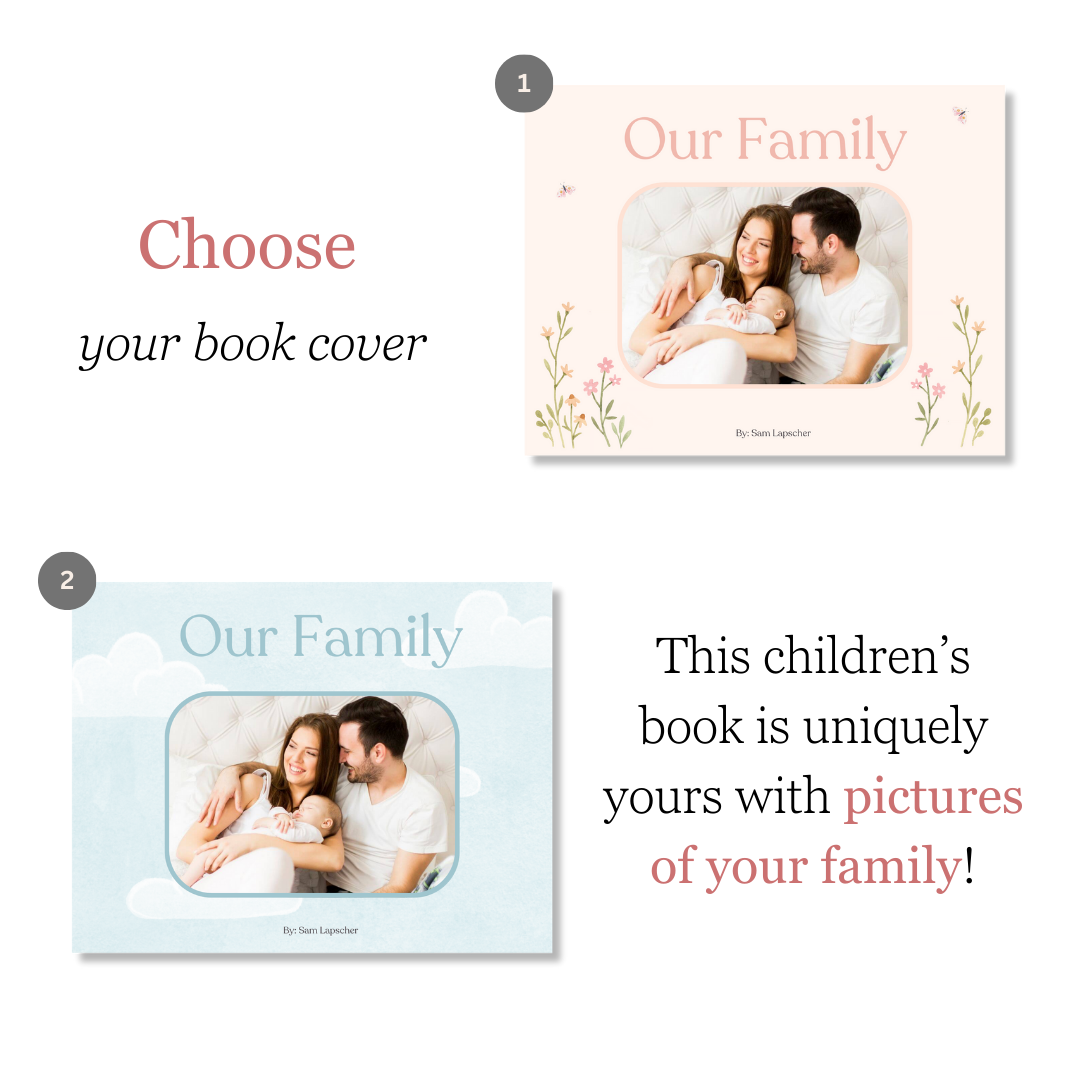 1
Our Family
Choose
your book cover
By: Sam Lapscher
2
Our Family
By: Sam Lapscher
This children’s
book is uniquely
yours with pictures
of your family!